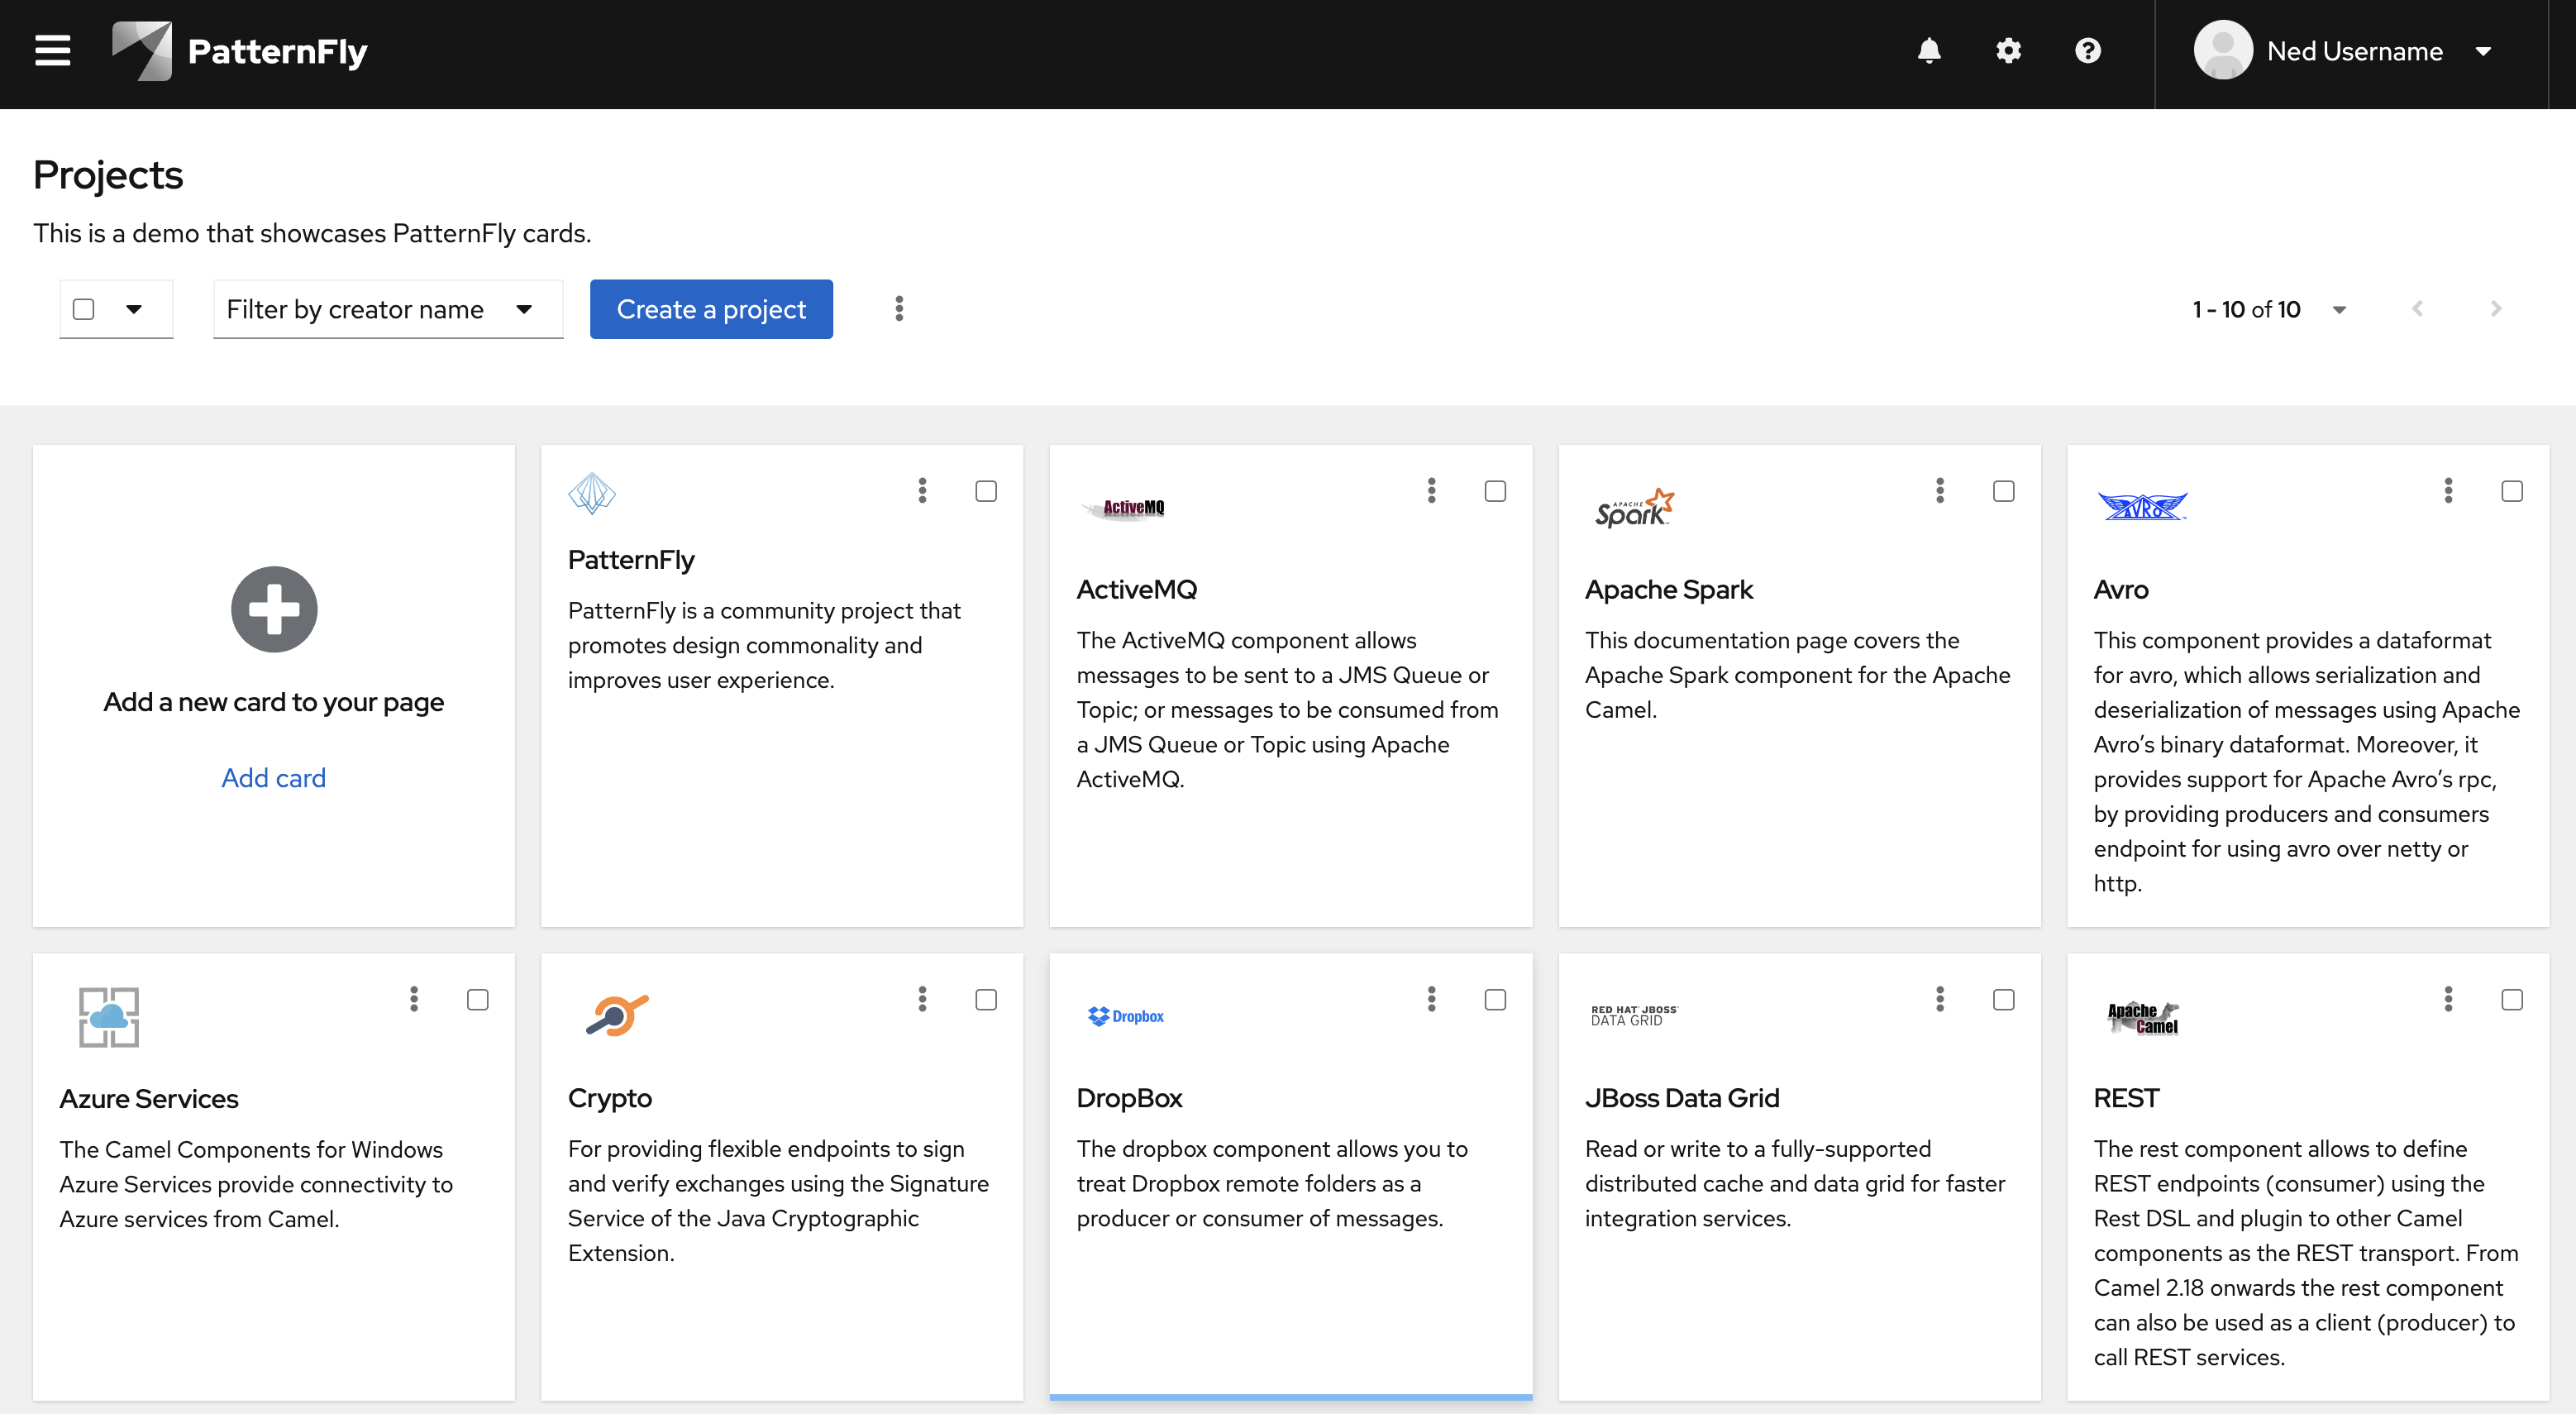 PatternFly
Ned Username
Projects
This is a demo that showcases PatternFly cards.
Filter by creator name
Create a project
1 - 10 of 10
Add a new card to your page
Add card
PatternFly
PatternFly is a community project that
promotes design commonality and
improves user experience.
ActiveMQ
ActiveMQ
The ActiveMQ component allows
messages to be sent to a JMS Queue or
Topic; or messages to be consumed from
a JMS Queue or Topic using Apache
ActiveMQ.
APACHE
Spark
Apache Spark
This documentation page covers the
Apache Spark component for the Apache
Camel.
AVRO
Avro
This component provides a dataformat
for avro, which allows serialization and
deserialization of messages using Apache
Avro’s binary dataformat. Moreover, it
provides support for Apache Avro’s rpc,
by providing producers and consumers
endpoint for using avro over netty or
http.
Azure Services
The Camel Components for Windows
Azure Services provide connectivity to
Azure services from Camel.
Crypto
For providing flexible endpoints to sign
and verify exchanges using the Signature
Service of the Java Cryptographic
Extension.
Dropbox
DropBox
The dropbox component allows you to
treat Dropbox remote folders as a
producer or consumer of messages.
RED HAT JBOSS
DATA GRID
JBoss Data Grid
Read or write to a fully-supported
distributed cache and data grid for faster
integration services.
Apache
Camel
REST
The rest component allows to define
REST endpoints (consumer) using the
Rest DSL and plugin to other Camel
components as the REST transport. From
Camel 2.18 onwards the rest component
can also be used as a client (producer) to
call REST services.